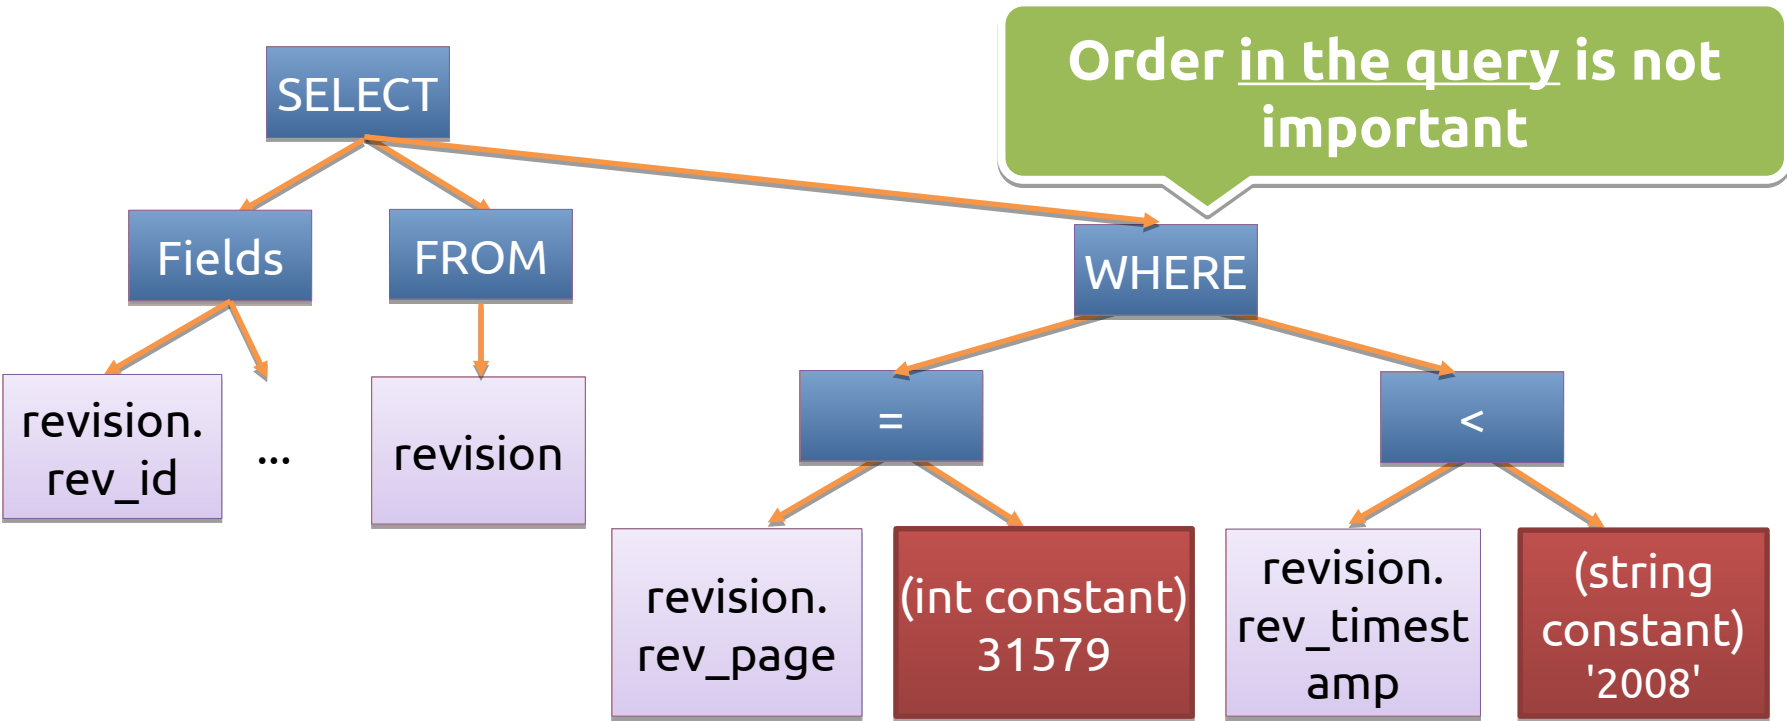 Order in the query is not
important
SELECT
Fields
FROM
WHERE
revision.
rev_id
...
revision
=
<
revision.
rev_page
(int constant)
31579
revision.
rev_timest
amp
(string
constant)
'2008'